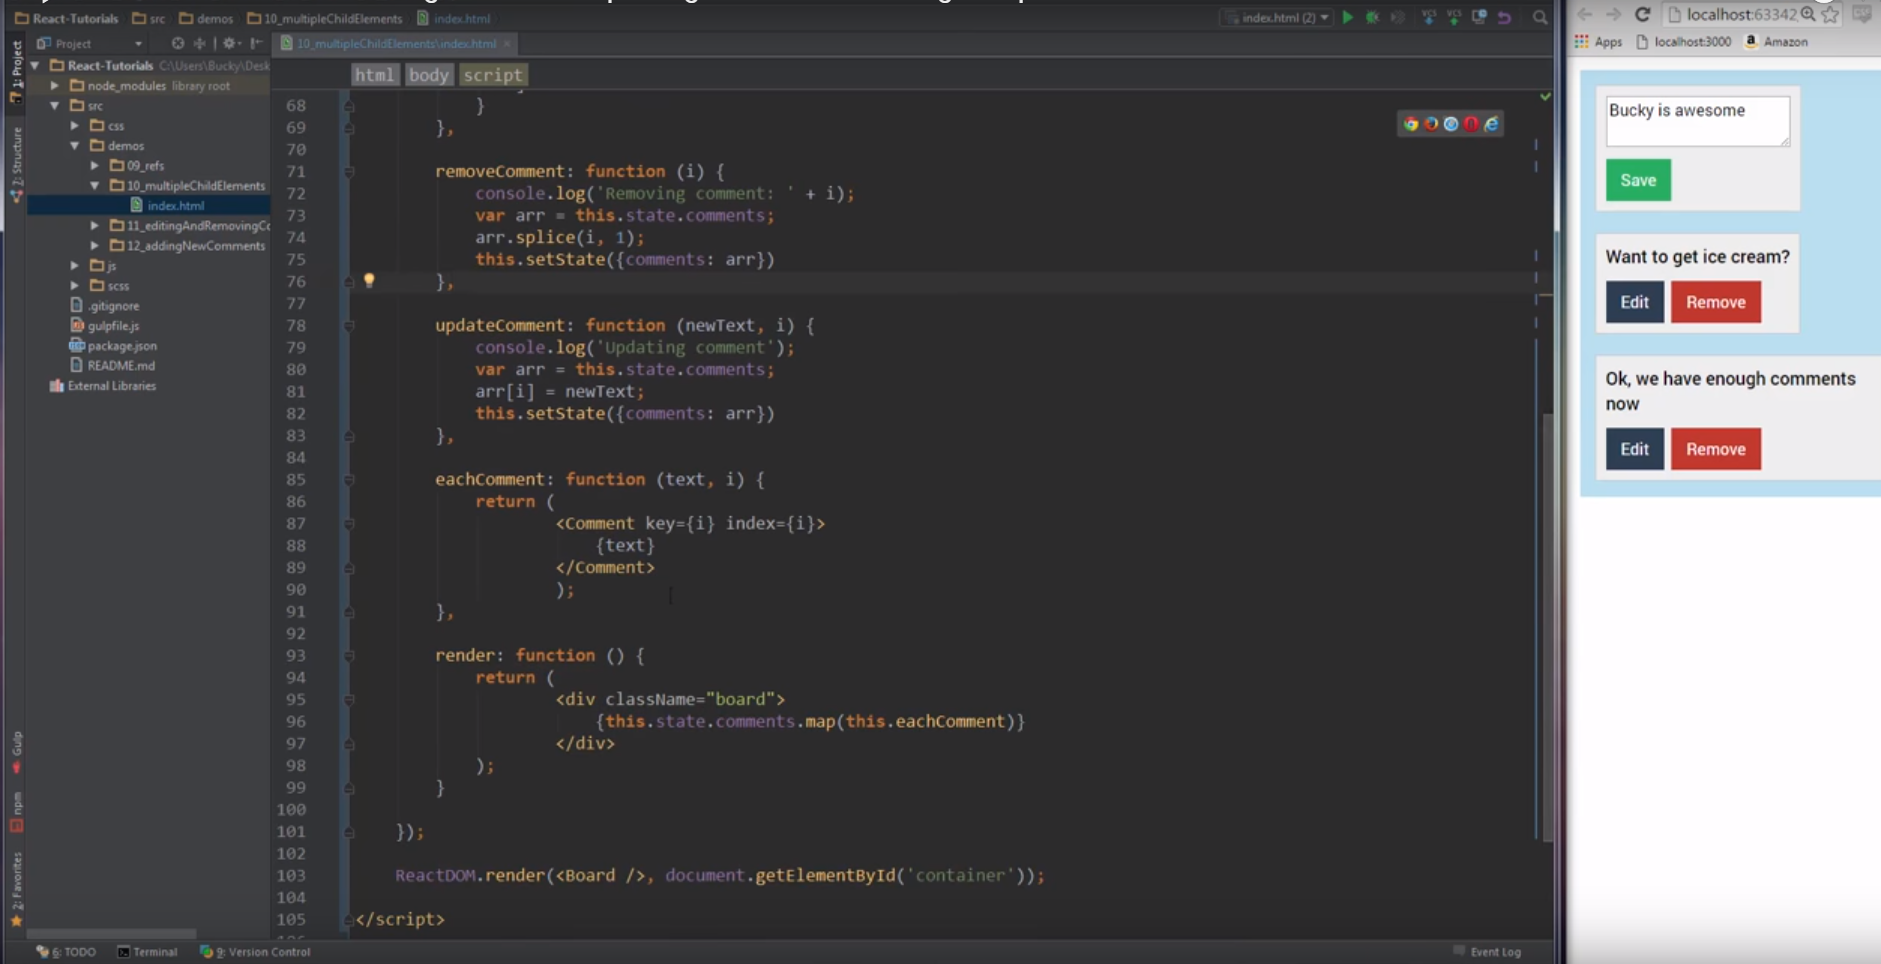 React-Tutorials src demos 10_multipleChildElements index.html
index.html (2)
VCS VCS
localhost:63342
Apps localhost:3000 Amazon
1: Project
7: Structure
Gulp
npm
2: Favorites
Project
10_multipleChildElements\index.html
html body script
React-Tutorials C:\Users\Bucky\Desk
node_modules library root
src
css
demos
09_refs
10_multipleChildElements
index.html
11_editingAndRemovingCo
12_addingNewComments
js
scss
.gitignore
gulpfile.js
package.json
README.md
External Libraries
68 }
69 },
70
71 removeComment: function (i) {
72 console.log('Removing comment: ' + i);
73 var arr = this.state.comments;
74 arr.splice(i, 1);
75 this.setState({comments: arr})
76 },
77
78 updateComment: function (newText, i) {
79 console.log('Updating comment');
80 var arr = this.state.comments;
81 arr[i] = newText;
82 this.setState({comments: arr})
83 },
84
85 eachComment: function (text, i) {
86 return (
87 <Comment key={i} index={i}>
88 {text}
89 </Comment>
90 );
91 },
92
93 render: function () {
94 return (
95 <div className="board">
96 {this.state.comments.map(this.eachComment)}
97 </div>
98 );
99 }
100
101 });
102
103 ReactDOM.render(<Board />, document.getElementById('container'));
104
105 </script>
6: TODO Terminal 9: Version Control
Event Log
Bucky is awesome
Save
Want to get ice cream?
Edit Remove
Ok, we have enough comments
now
Edit Remove